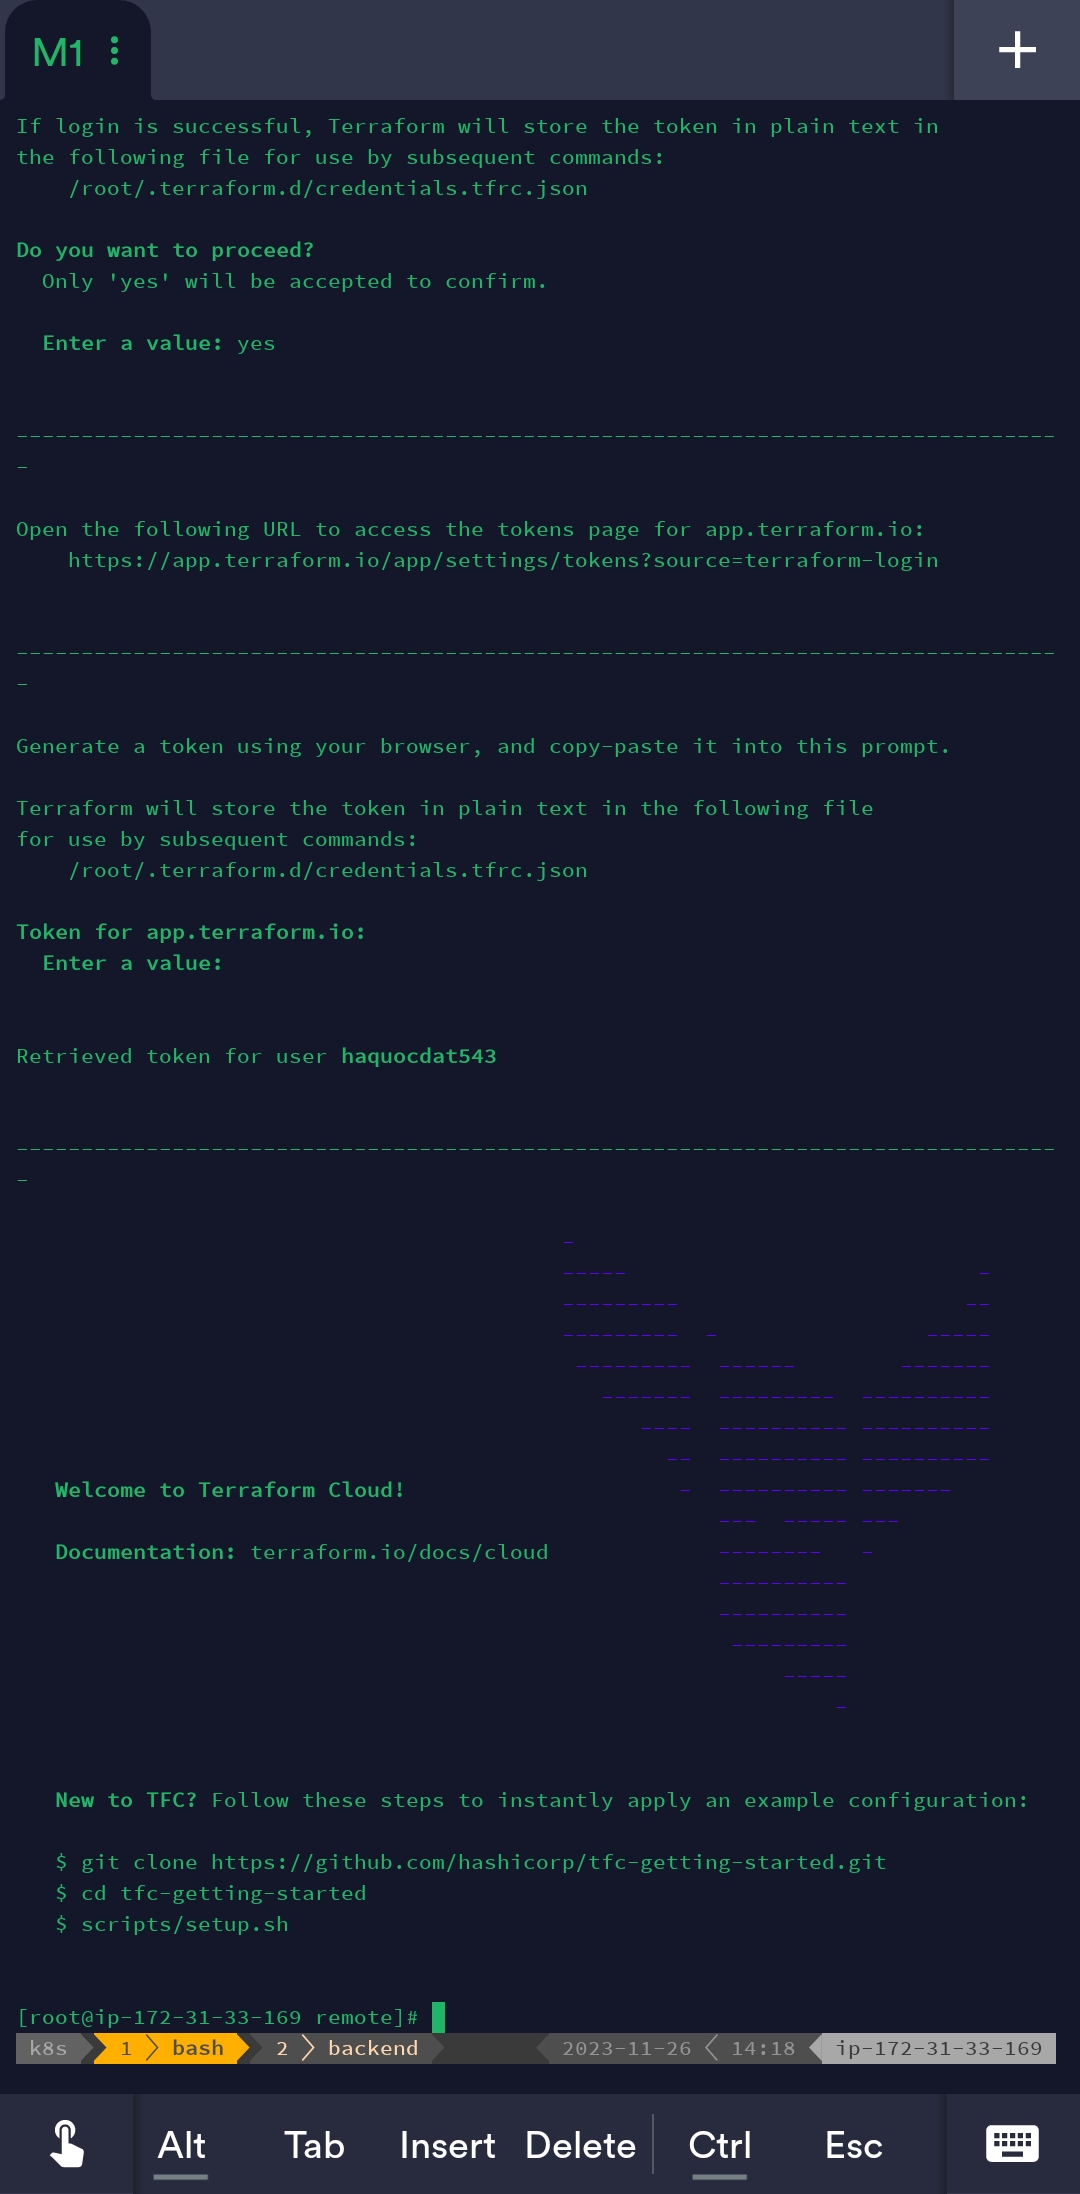 M1
If login is successful, Terraform will store the token in plain text in
the following file for use by subsequent commands:
/root/.terraform.d/credentials.tfrc.json
Do you want to proceed?
Only 'yes' will be accepted to confirm.
Enter a value: yes
--------------------------------------------------------------------------------
-
Open the following URL to access the tokens page for app.terraform.io:
https://app.terraform.io/app/settings/tokens?source=terraform-login
--------------------------------------------------------------------------------
-
Generate a token using your browser, and copy-paste it into this prompt.
Terraform will store the token in plain text in the following file
for use by subsequent commands:
/root/.terraform.d/credentials.tfrc.json
Token for app.terraform.io:
Enter a value:
Retrieved token for user haquocdat543
--------------------------------------------------------------------------------
-
Welcome to Terraform Cloud!
Documentation: terraform.io/docs/cloud
New to TFC? Follow these steps to instantly apply an example configuration:
$ git clone https://github.com/hashicorp/tfc-getting-started.git
$ cd tfc-getting-started
$ scripts/setup.sh
[root@ip-172-31-33-169 remote]#
k8s 1 bash 2 backend 2023-11-26 14:18 ip-172-31-33-169
Alt Tab Insert Delete Ctrl Esc